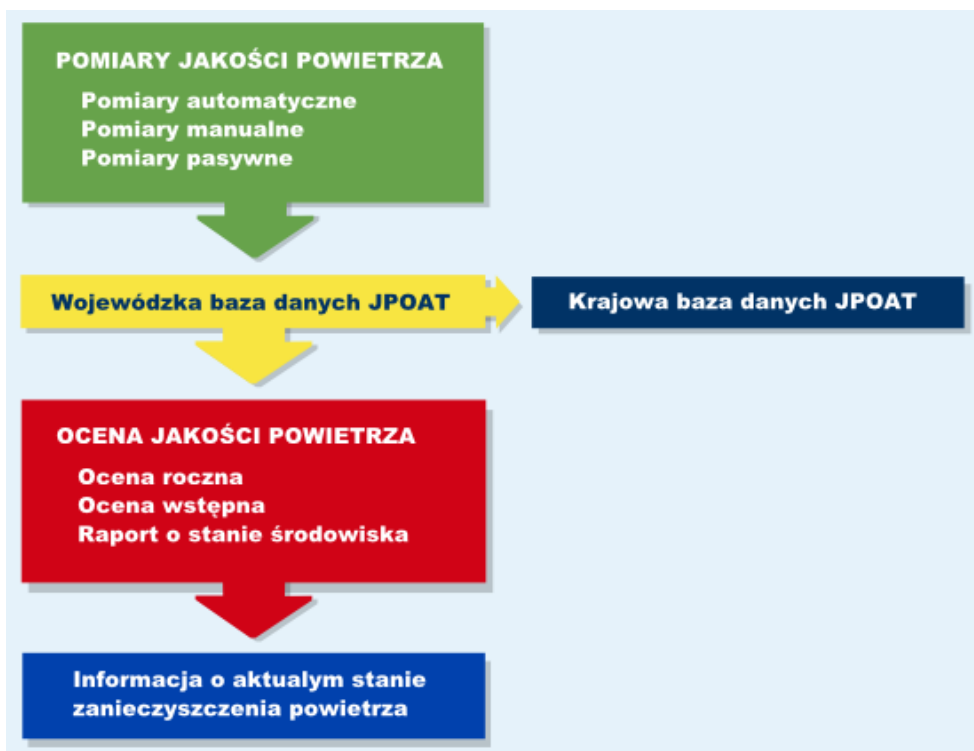 POMIARY JAKOŚCI POWIETRZA
Pomiary automatyczne
Pomiary manualne
Pomiary pasywne
Wojewódzka baza danych JPOAT
Krajowa baza danych JPOAT
OCENA JAKOŚCI POWIETRZA
Ocena roczna
Ocena wstępna
Raport o stanie środowiska
Informacja o aktualym stanie
zanieczyszczenia powietrza